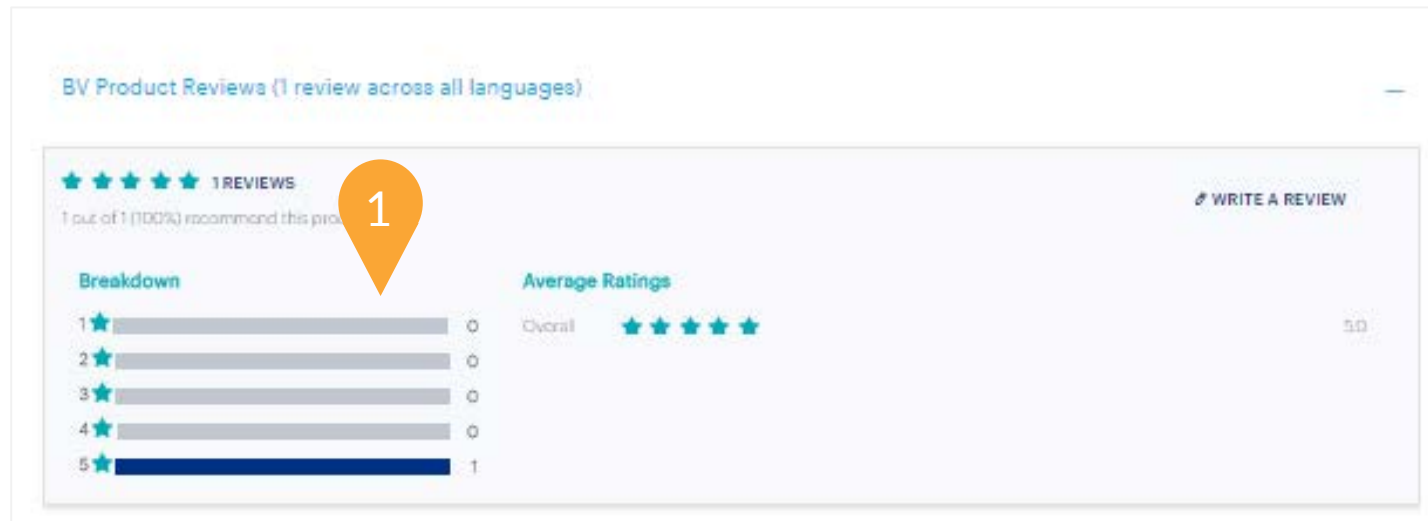 BV Product Reviews (1 review across all languages)
1 REVIEWS
1 out of 1 (100%) recommend this
1
WRITE A REVIEW
Breakdown
1 0
2 0
3 0
4 0
5 1
Average Ratings
Overall 5.0